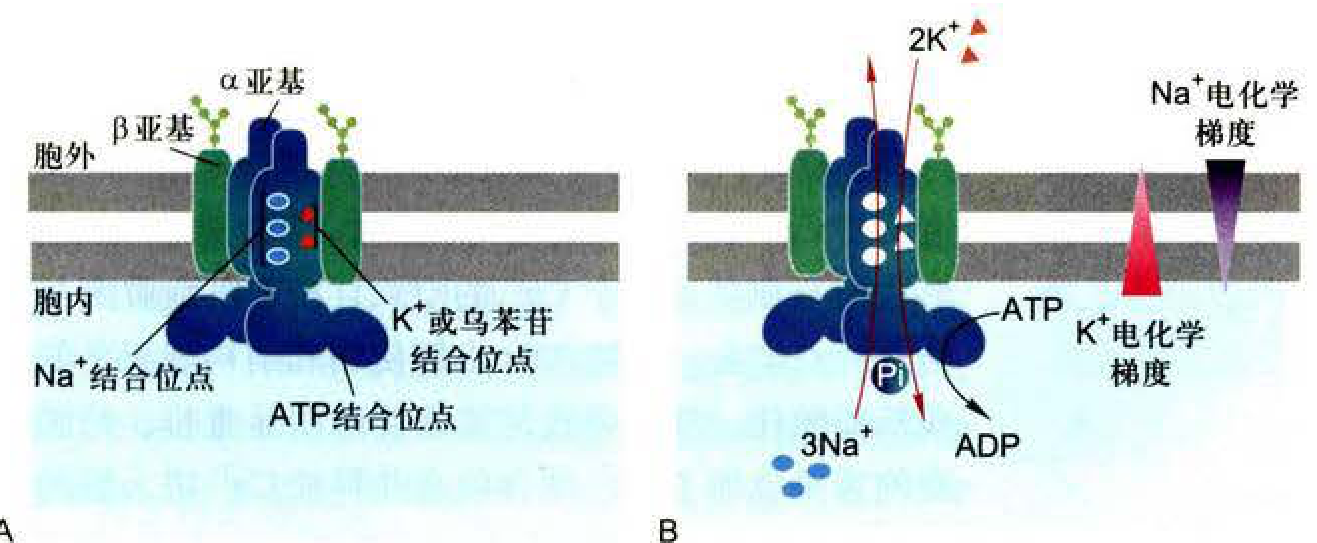 α亚基
β亚基
胞外
胞内
K⁺或乌苯苷
结合位点
Na⁺结合位点
ATP结合位点
A
2K⁺
Na⁺电化学
梯度
ATP
K⁺电化学
梯度
Pi
3Na⁺
ADP
B